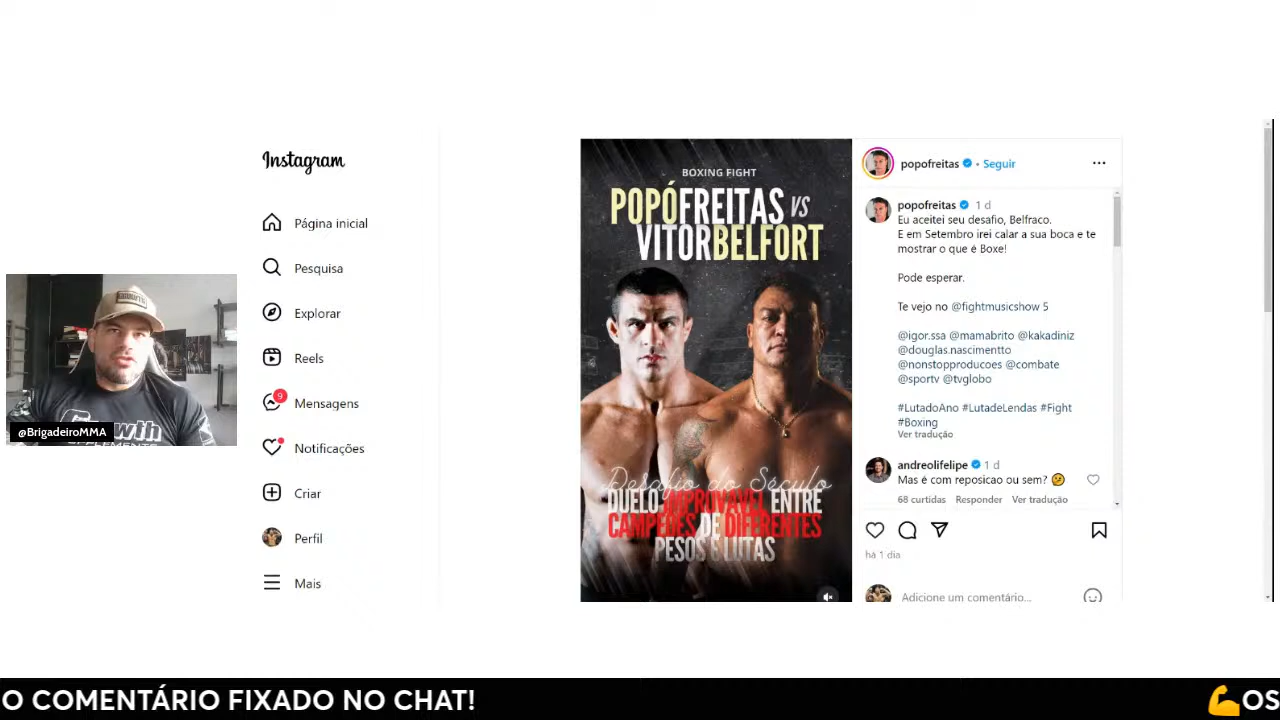 Instagram
Página inicial
Pesquisa
Explorar
Reels
9
Mensagens
Notificações
Criar
Perfil
Mais
@BrigadeiroMMA
BOXING FIGHT
POPÓFREITAS VS
VITORBELFORT
Desafio do Século
DUELO IMPROVÁVEL ENTRE
CAMPEÕES DE DIFERENTES
PESOS E LUTAS
popofreitas • Seguir
popofreitas 1 d
Eu aceitei seu desafio, Belfraco.
E em Setembro irei calar a sua boca e te
mostrar o que é Boxe!
Pode esperar.
Te vejo no @fightmusicshow 5
@igor.ssa @mamabrito @kakadiniz
@douglas.nascimentto
@nonstopproducoes @combate
@sportv @tvglobo
#LutadoAno #LutadeLendas #Fight
#Boxing
Ver tradução
andreolifelipe 1 d
Mas é com reposicao ou sem? 🤔
68 curtidas Responder Ver tradução
há 1 dia
Adicione um comentário...
O COMENTÁRIO FIXADO NO CHAT!
💪OS